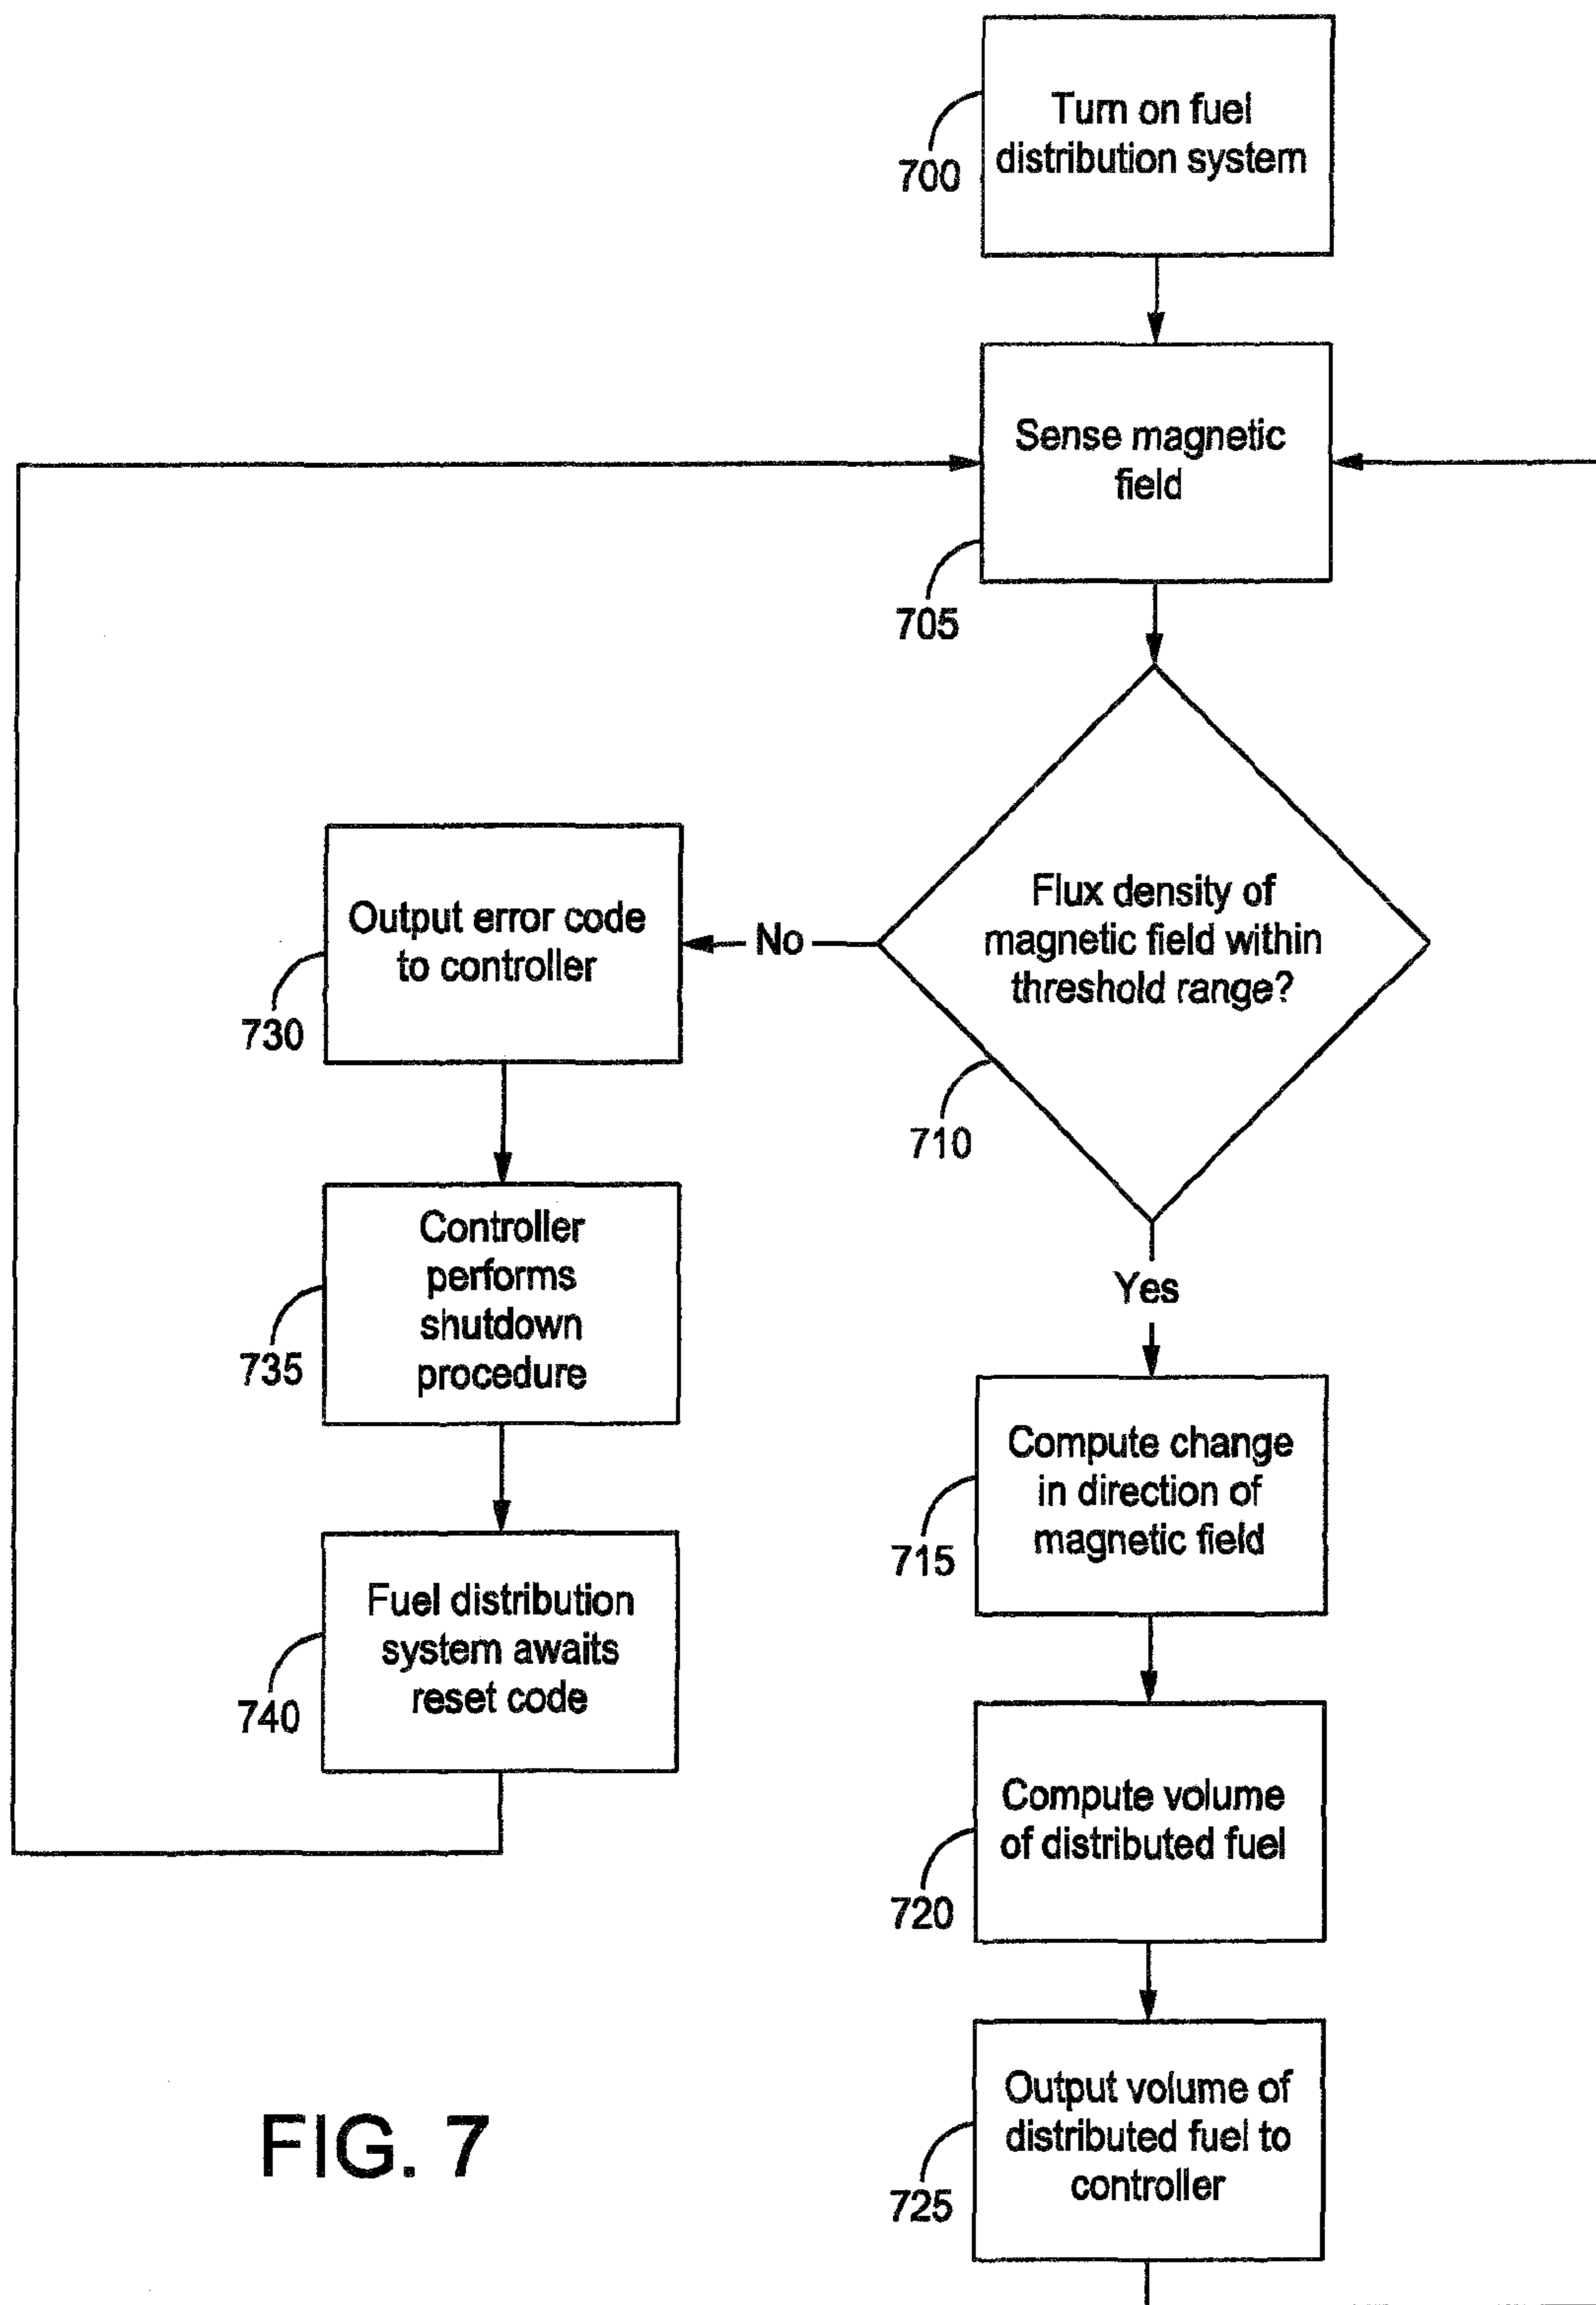 Turn on fuel
distribution system
700
Sense magnetic
field
705
Flux density of
magnetic field within
threshold range?
710
No
Output error code
to controller
730
Controller
performs
shutdown
procedure
735
Fuel distribution
system awaits
reset code
740
Yes
Compute change
in direction of
magnetic field
715
Compute volume
of distributed fuel
720
Output volume of
distributed fuel to
controller
725
FIG. 7